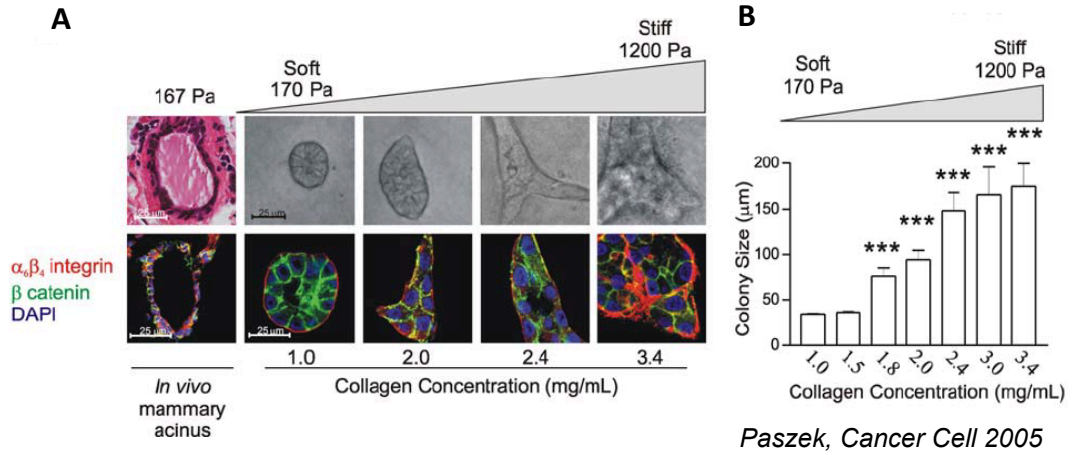 A
167 Pa
Soft
170 Pa
Stiff
1200 Pa
25 μm
25 μm
α₆β₄ integrin
β catenin
DAPI
25 μm
25 μm
1.0
2.0
2.4
3.4
In vivo
mammary
acinus
Collagen Concentration (mg/mL)
B
Soft
170 Pa
Stiff
1200 Pa
Colony Size (μm)
200
150
100
50
0
***
***
***
***
***
1.0
1.5
1.8
2.0
2.4
3.0
3.4
Collagen Concentration (mg/mL)
Paszek, Cancer Cell 2005